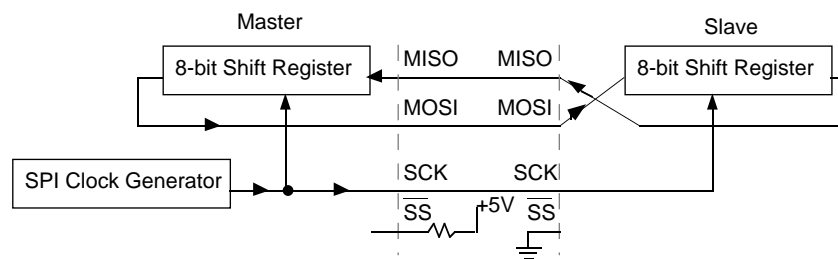 Master
Slave
8-bit Shift Register
MISO
MISO
8-bit Shift Register
MOSI
MOSI
SPI Clock Generator
SCK
SCK
SS
+5V
SS